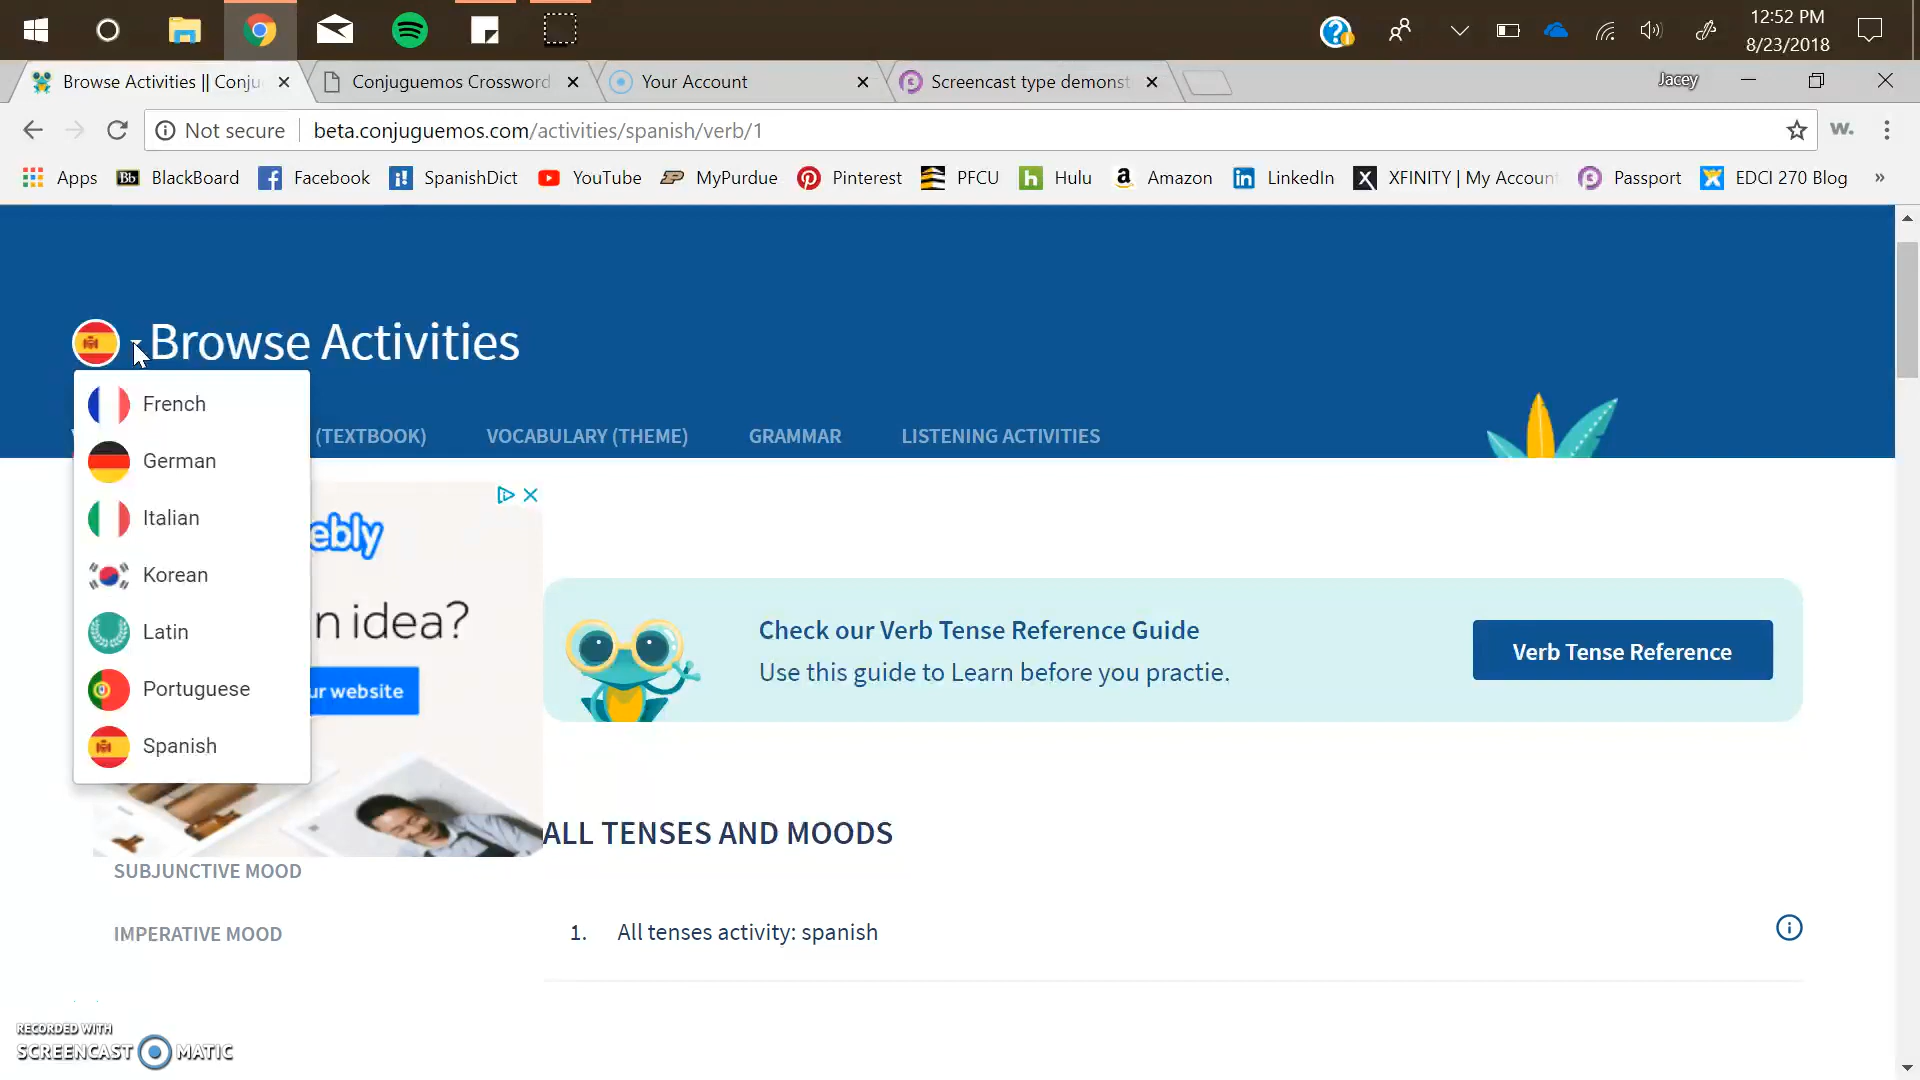 12:52 PM
8/23/2018
Browse Activities || Conju
Conjuguemos Crossword
Your Account
Screencast type demonst
Jacey
Not secure
beta.conjuguemos.com/activities/spanish/verb/1
w.
Apps
Bb BlackBoard
Facebook
SpanishDict
YouTube
MyPurdue
Pinterest
PFCU
h Hulu
Amazon
LinkedIn
X XFINITY | My Accoun
Passport
EDCI 270 Blog
»
Browse Activities
(TEXTBOOK)
VOCABULARY (THEME)
GRAMMAR
LISTENING ACTIVITIES
French
German
Italian
Korean
Latin
Portuguese
Spanish
ebly
n idea?
ur website
Check our Verb Tense Reference Guide
Use this guide to Learn before you practie.
Verb Tense Reference
ALL TENSES AND MOODS
SUBJUNCTIVE MOOD
1. All tenses activity: spanish
IMPERATIVE MOOD
RECORDED WITH
SCREENCAST MATIC